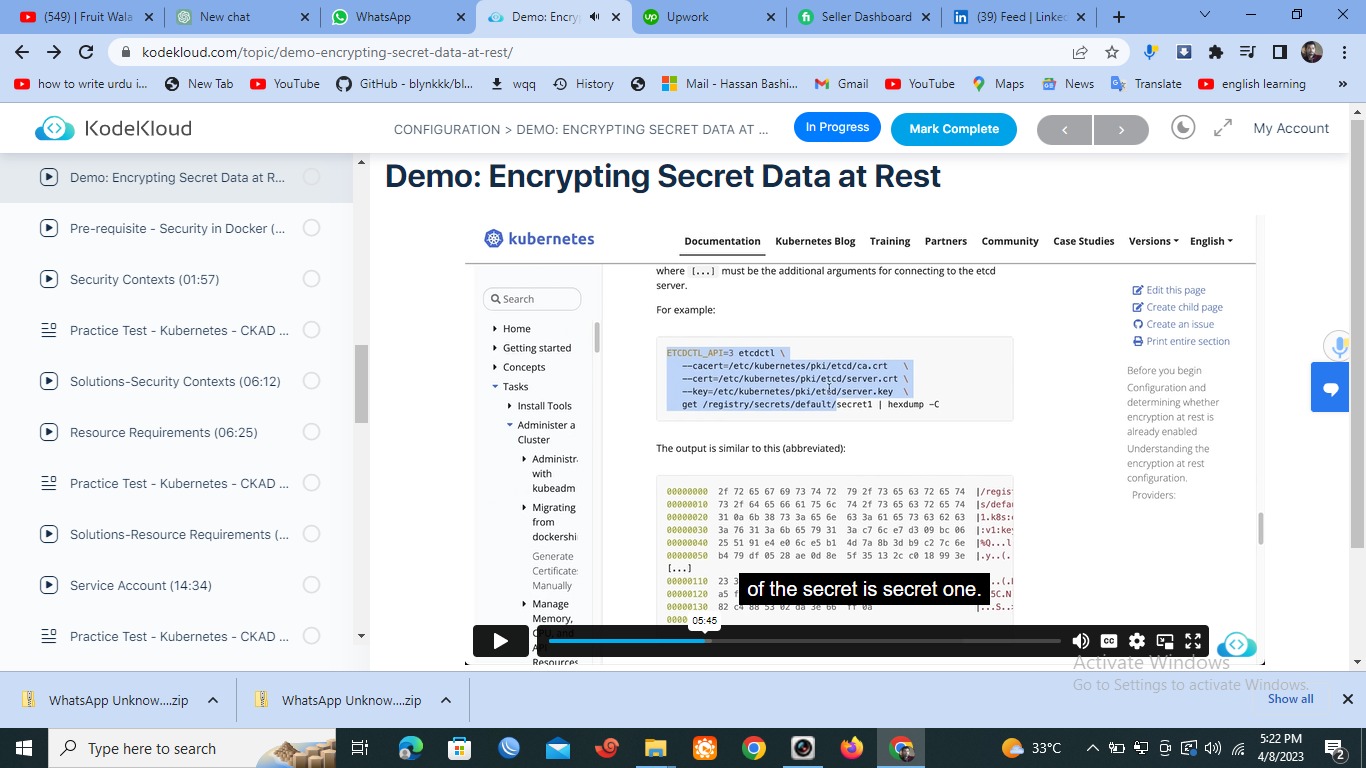 (549) | Fruit Wala
New chat
WhatsApp
Demo: Encry
Upwork
Seller Dashboard
(39) Feed | Linke
kodekloud.com/topic/demo-encrypting-secret-data-at-rest/
how to write urdu i...
New Tab
YouTube
GitHub - blynkkk/bl...
wqq
History
Mail - Hassan Bashi...
Gmail
YouTube
Maps
News
Translate
english learning
»
KodeKloud
CONFIGURATION > DEMO: ENCRYPTING SECRET DATA AT ...
In Progress
Mark Complete
My Account
Demo: Encrypting Secret Data at R...
Pre-requisite - Security in Docker (...
Security Contexts (01:57)
Practice Test - Kubernetes - CKAD ...
Solutions-Security Contexts (06:12)
Resource Requirements (06:25)
Practice Test - Kubernetes - CKAD ...
Solutions-Resource Requirements (...
Service Account (14:34)
Practice Test - Kubernetes - CKAD ...
Demo: Encrypting Secret Data at Rest
kubernetes
Documentation
Kubernetes Blog
Training
Partners
Community
Case Studies
Versions
English
Search
Home
Getting started
Concepts
Tasks
Install Tools
Administer a
Cluster
Administra
with
kubeadm
Migrating
from
dockershi
Generate
Certificate
Manually
Manage
Memory,
CPU, and
API
Resources
where [...] must be the additional arguments for connecting to the etcd
server.
For example:
ETCDCTL_API=3 etcdctl \
--cacert=/etc/kubernetes/pki/etcd/ca.crt \
--cert=/etc/kubernetes/pki/etcd/server.crt \
--key=/etc/kubernetes/pki/etcd/server.key \
get /registry/secrets/default/secret1 | hexdump -C
The output is similar to this (abbreviated):
00000000 2f 72 65 67 69 73 74 72 79 2f 73 65 63 72 65 74 |/regis
00000010 73 2f 64 65 66 61 75 6c 74 2f 73 65 63 72 65 74 |s/defau
00000020 31 0a 6b 38 73 3a 65 6e 63 3a 61 65 73 63 62 63 |1.k8s:
00000030 3a 76 31 3a 6b 65 79 31 3a c7 6c e7 d3 09 bc 06 |:v1:key
00000040 25 51 91 e4 e0 6c e5 b1 4d 7a 8b 3d b9 c2 7c 6e |%Q...l
00000050 b4 79 df 05 28 ae 0d 8e 5f 35 13 2c c0 18 99 3e |.y..(.
[...]
00000110 23 3
00000120 a5 f
00000130 82 c4 88 53 02 da 3e 66 ff 0a |...S..
0000
of the secret is secret one.
05:45
CC
Edit this page
Create child page
Create an issue
Print entire section
Before you begin
Configuration and
determining whether
encryption at rest is
already enabled
Understanding the
encryption at rest
configuration.
Providers:
Activate Windows
Go to Settings to activate Windows.
WhatsApp Unknow....zip
WhatsApp Unknow....zip
Show all
Type here to search
33°C
5:22 PM
4/8/2023
2